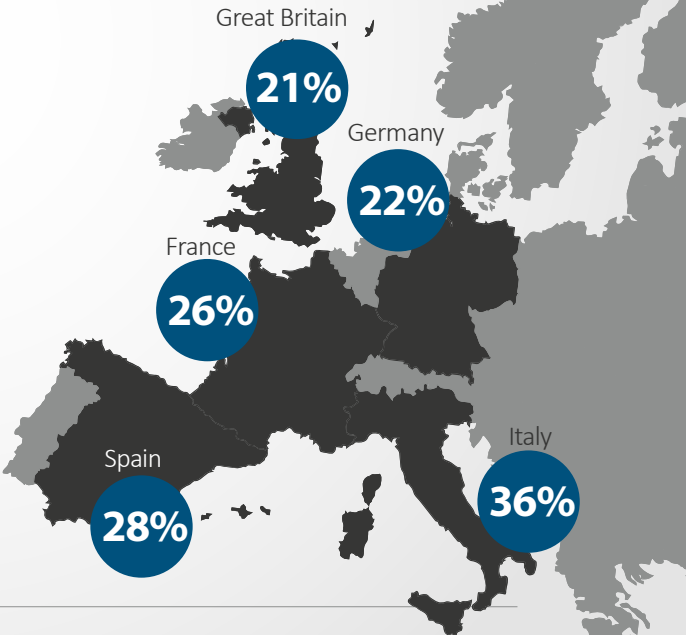 Great Britain
21%
Germany
22%
France
26%
Italy
36%
Spain
28%